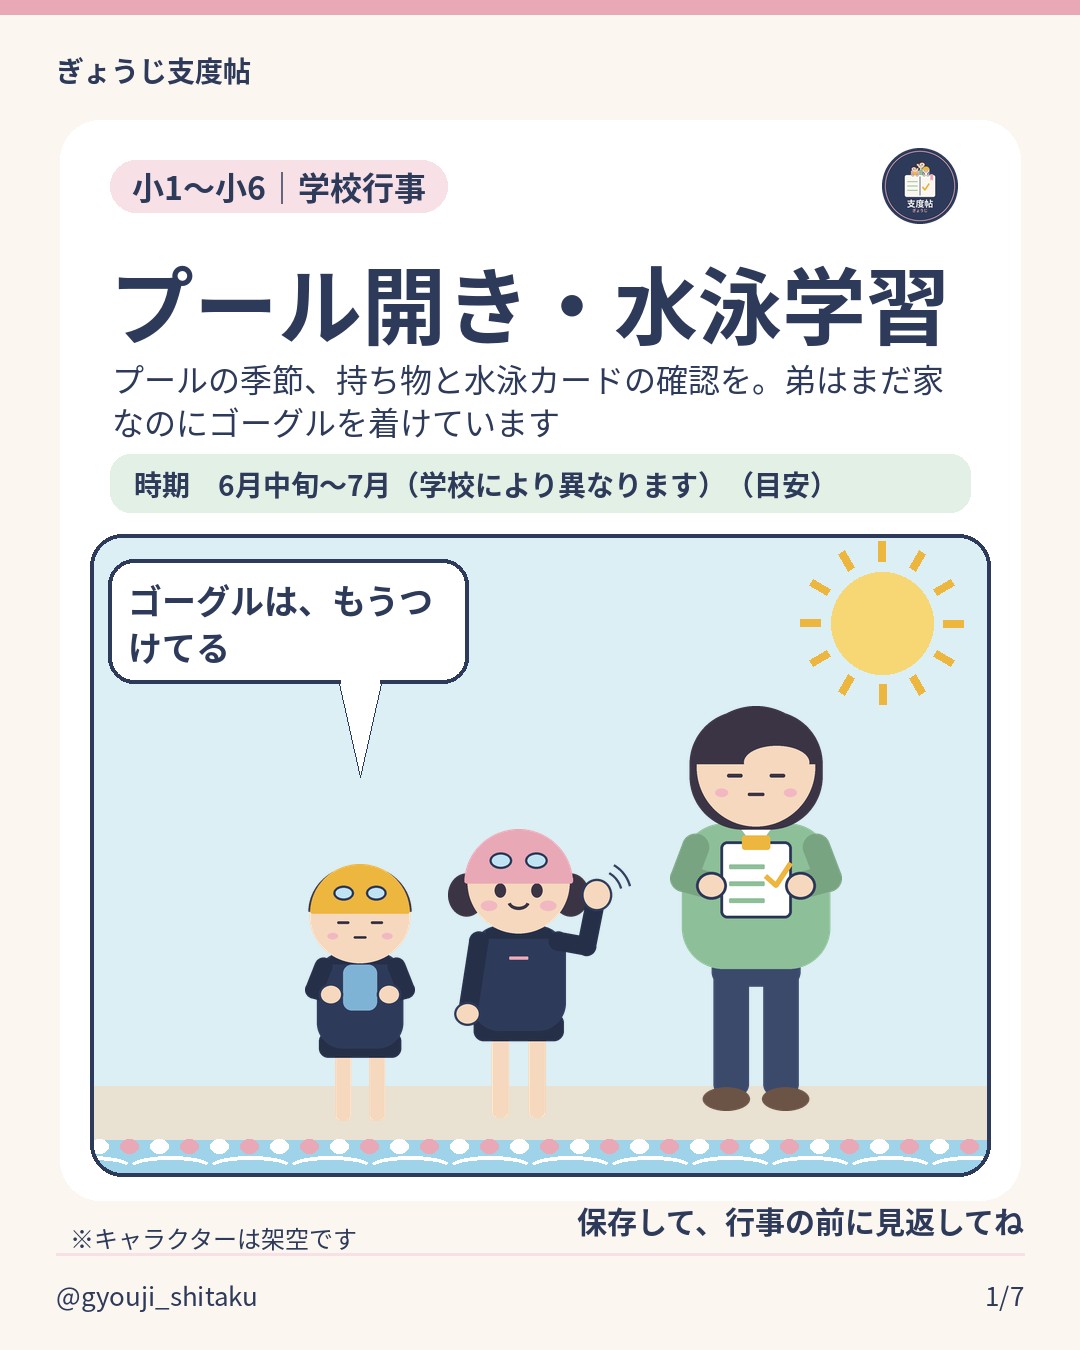 ぎょうじ支度帖
小1〜小6｜学校行事
支度帖
ぎょうじ
プール開き・水泳学習
プールの季節、持ち物と水泳カードの確認を。弟はまだ家
なのにゴーグルを着けています
時期　6月中旬〜7月（学校により異なります）（目安）
ゴーグルは、もうつ
けてる
保存して、行事の前に見返してね
※キャラクターは架空です
@gyouji_shitaku
1/7